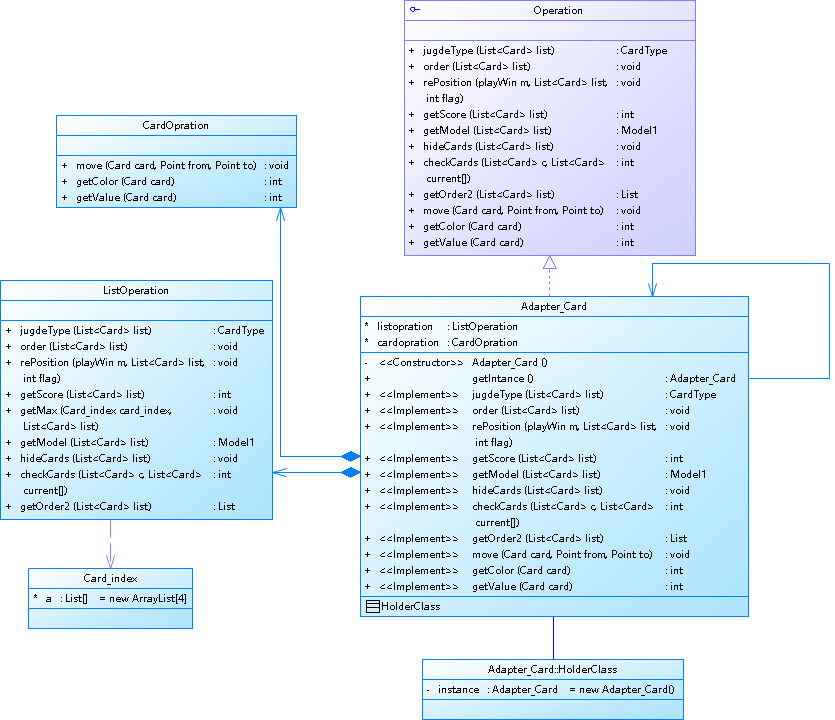 Operation
+ jugdeType (List<Card> list) : CardType
+ order (List<Card> list) : void
+ rePosition (playWin m, List<Card> list, : void
int flag)
+ getScore (List<Card> list) : int
+ getModel (List<Card> list) : Model1
+ hideCards (List<Card> list) : void
+ checkCards (List<Card> c, List<Card> : int
current[])
+ getOrder2 (List<Card> list) : List
+ move (Card card, Point from, Point to) : void
+ getColor (Card card) : int
+ getValue (Card card) : int
CardOpration
+ move (Card card, Point from, Point to) : void
+ getColor (Card card) : int
+ getValue (Card card) : int
ListOperation
+ jugdeType (List<Card> list) : CardType
+ order (List<Card> list) : void
+ rePosition (playWin m, List<Card> list, : void
int flag)
+ getScore (List<Card> list) : int
+ getMax (Card_index card_index, : void
List<Card> list)
+ getModel (List<Card> list) : Model1
+ hideCards (List<Card> list) : void
+ checkCards (List<Card> c, List<Card> : int
current[])
+ getOrder2 (List<Card> list) : List
Adapter_Card
* listopration : ListOperation
* cardopration : CardOpration
- <<Constructor>> Adapter_Card ()
+ getIntance () : Adapter_Card
+ <<Implement>> jugdeType (List<Card> list) : CardType
+ <<Implement>> order (List<Card> list) : void
+ <<Implement>> rePosition (playWin m, List<Card> list, : void
int flag)
+ <<Implement>> getScore (List<Card> list) : int
+ <<Implement>> getModel (List<Card> list) : Model1
+ <<Implement>> hideCards (List<Card> list) : void
+ <<Implement>> checkCards (List<Card> c, List<Card> : int
current[])
+ <<Implement>> getOrder2 (List<Card> list) : List
+ <<Implement>> move (Card card, Point from, Point to) : void
+ <<Implement>> getColor (Card card) : int
+ <<Implement>> getValue (Card card) : int
HolderClass
Card_index
* a : List[] = new ArrayList[4]
Adapter_Card::HolderClass
- instance : Adapter_Card = new Adapter_Card()